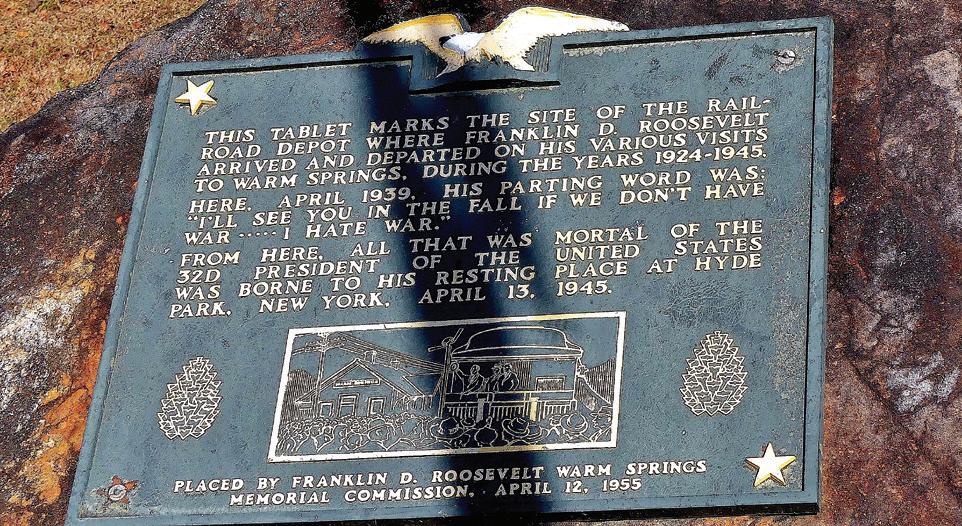 THIS TABLET MARKS THE SITE OF THE RAIL-
ROAD DEPOT WHERE FRANKLIN D. ROOSEVELT
ARRIVED AND DEPARTED ON HIS VARIOUS VISITS
TO WARM SPRINGS, DURING THE YEARS 1924-1945.
HERE, APRIL 1939, HIS PARTING WORD WAS:
"I'LL SEE YOU IN THE FALL IF WE DON'T HAVE
WAR ····· I HATE WAR."
FROM HERE, ALL THAT WAS MORTAL OF THE
32D PRESIDENT OF THE UNITED STATES
WAS BORNE TO HIS RESTING PLACE AT HYDE
PARK, NEW YORK, APRIL 13, 1945.
PLACED BY FRANKLIN D. ROOSEVELT WARM SPRINGS
MEMORIAL COMMISSION, APRIL 12, 1955